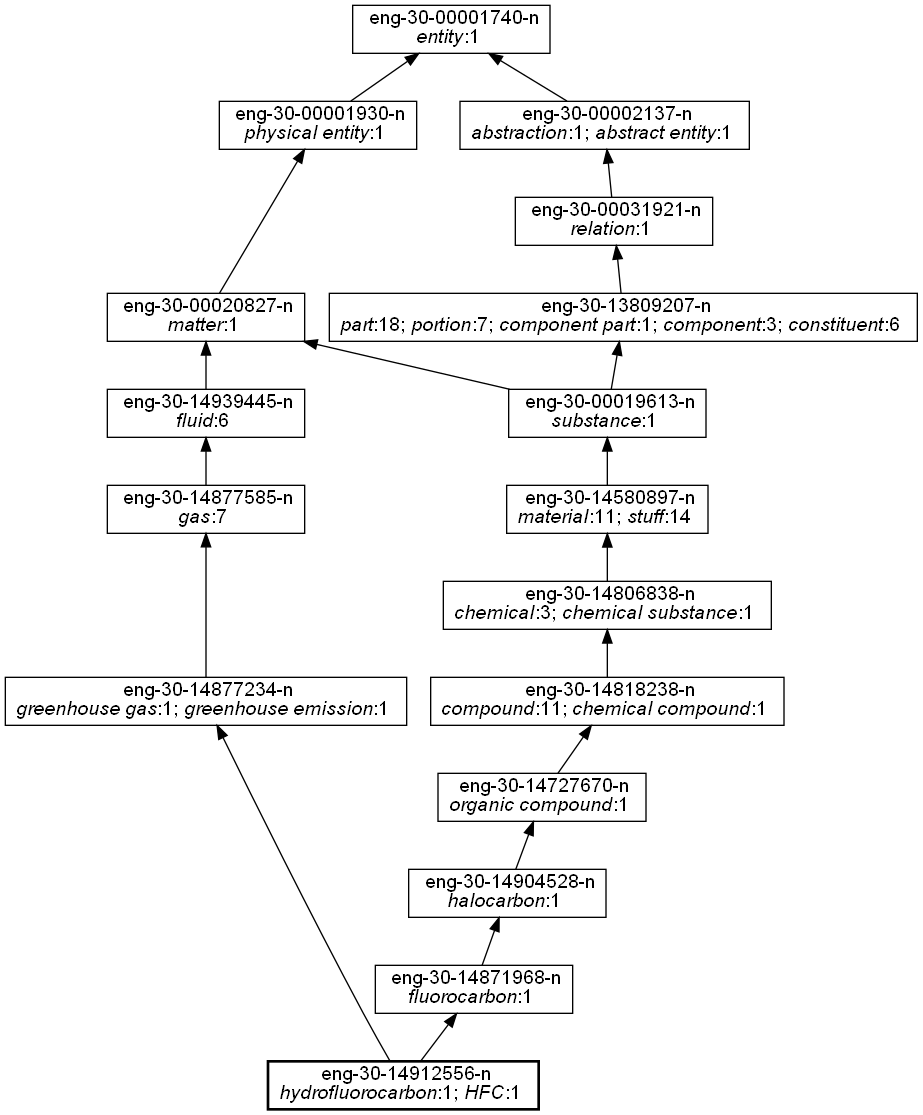 eng-30-00001740-n
entity:1
eng-30-00001930-n
physical entity:1
eng-30-00002137-n
abstraction:1; abstract entity:1
eng-30-00031921-n
relation:1
eng-30-00020827-n
matter:1
eng-30-13809207-n
part:18; portion:7; component part:1; component:3; constituent:6
eng-30-14939445-n
fluid:6
eng-30-00019613-n
substance:1
eng-30-14877585-n
gas:7
eng-30-14580897-n
material:11; stuff:14
eng-30-14806838-n
chemical:3; chemical substance:1
eng-30-14877234-n
greenhouse gas:1; greenhouse emission:1
eng-30-14818238-n
compound:11; chemical compound:1
eng-30-14727670-n
organic compound:1
eng-30-14904528-n
halocarbon:1
eng-30-14871968-n
fluorocarbon:1
eng-30-14912556-n
hydrofluorocarbon:1; HFC:1